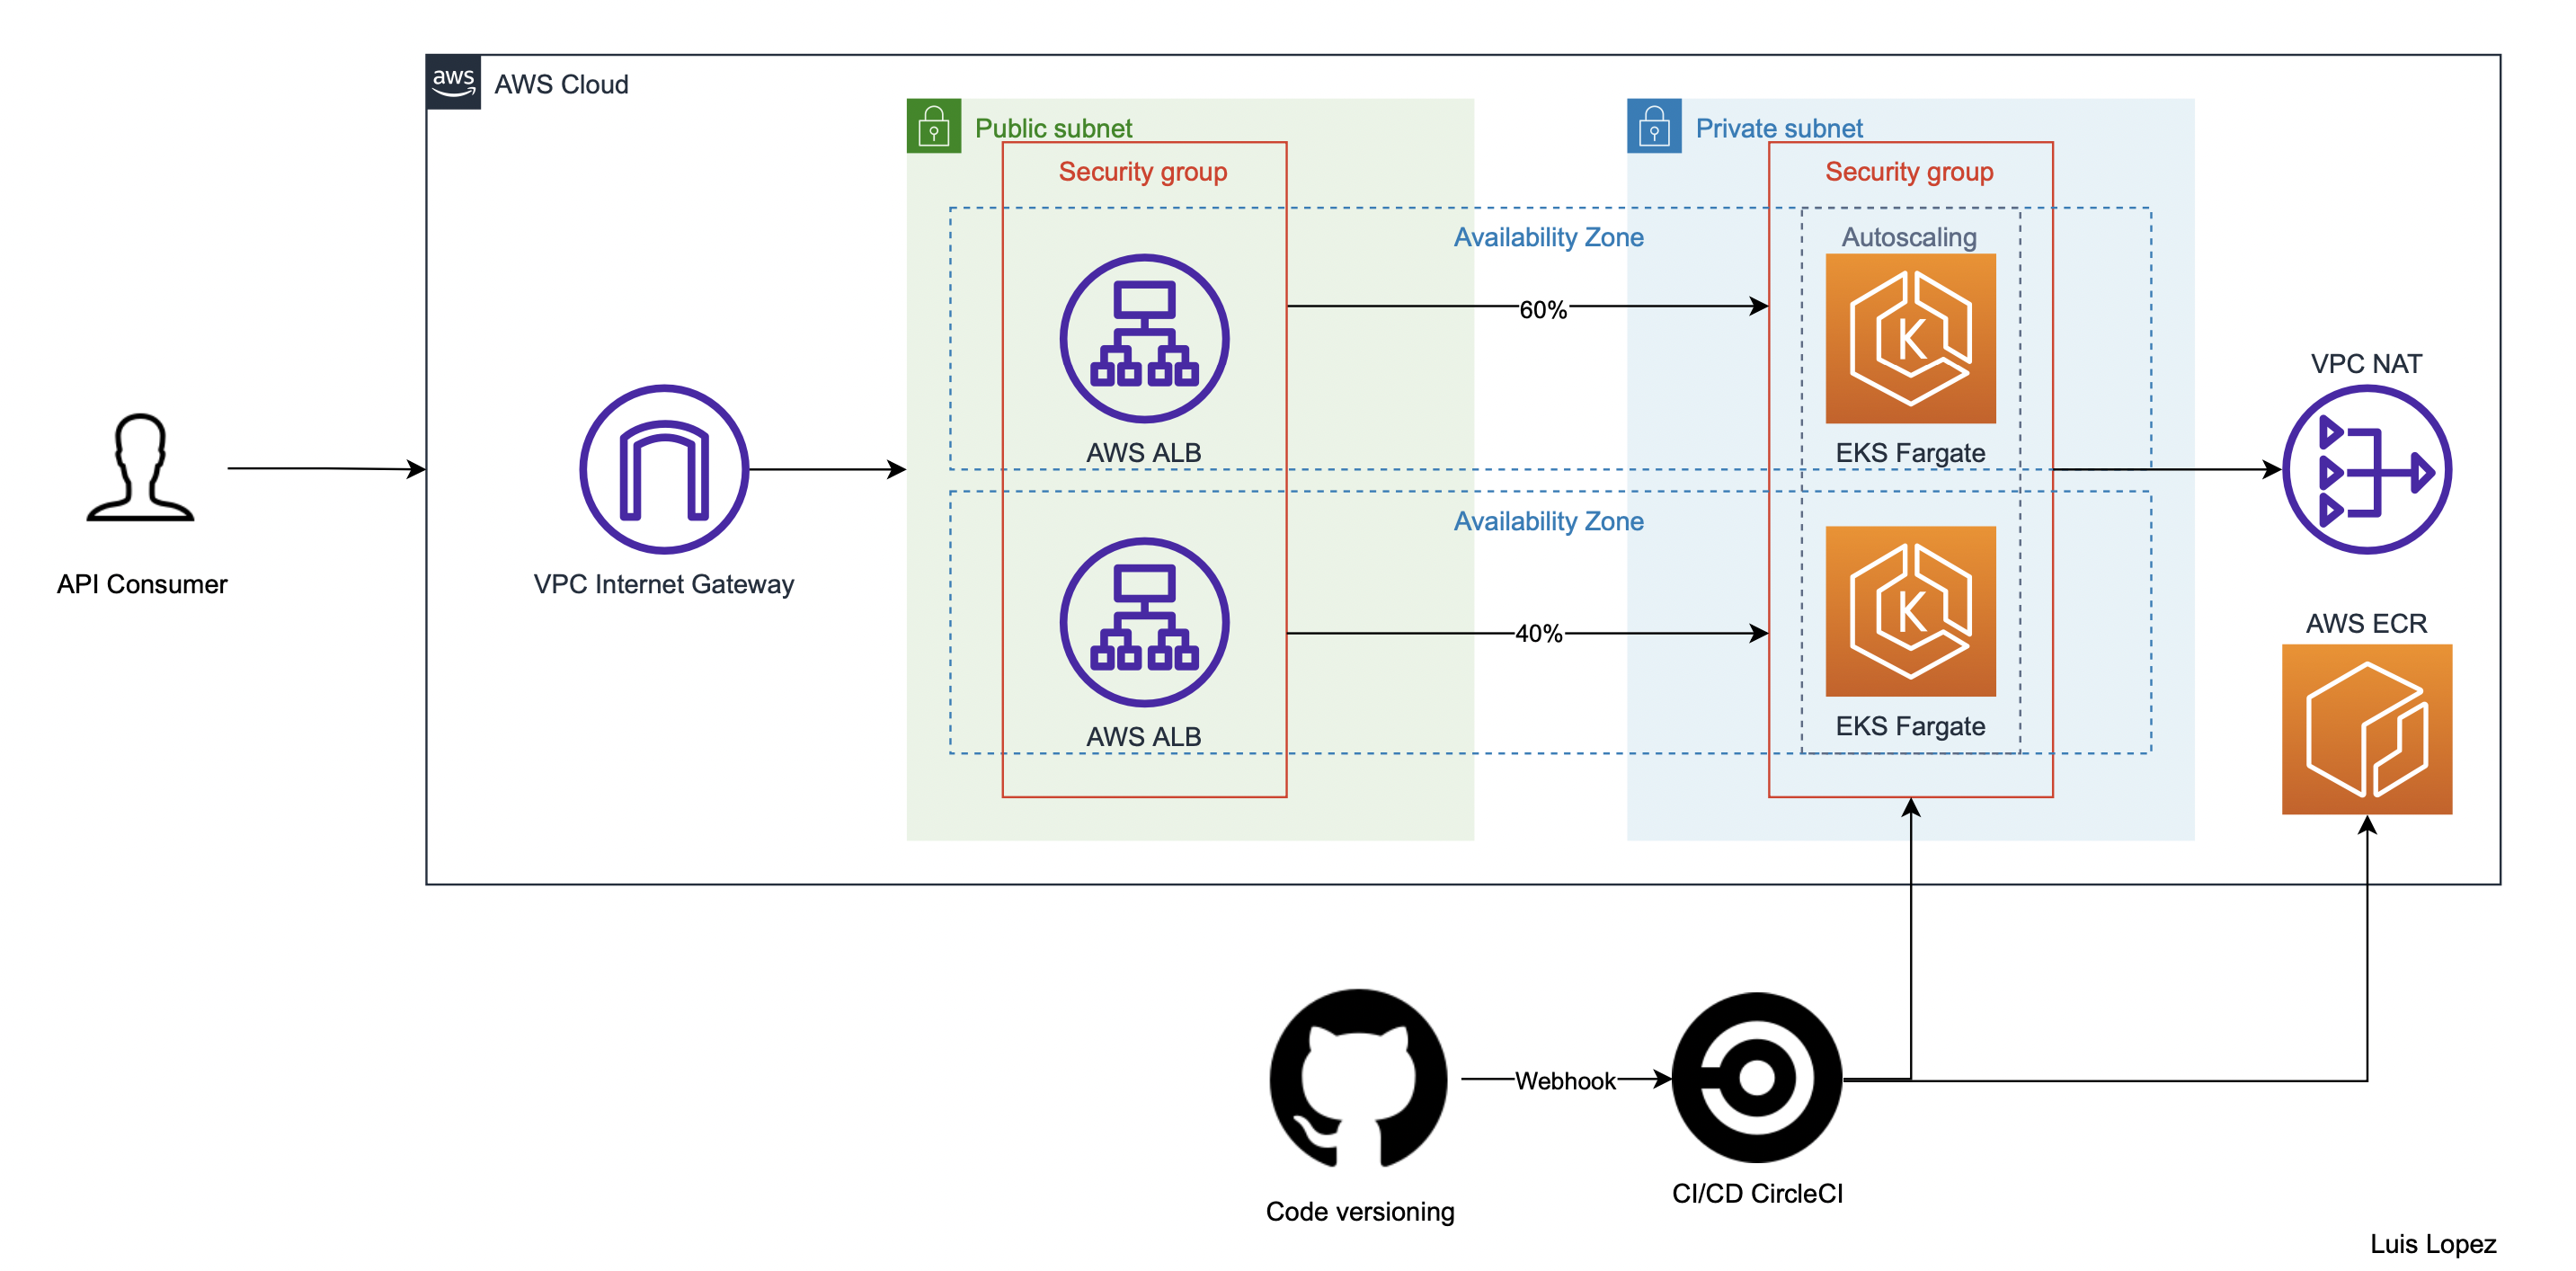 aws
AWS Cloud
Public subnet
Private subnet
Security group
Security group
Availability Zone
Autoscaling
60%
VPC NAT
AWS ALB
EKS Fargate
Availability Zone
API Consumer
VPC Internet Gateway
AWS ECR
40%
AWS ALB
EKS Fargate
Webhook
CI/CD CircleCI
Code versioning
Luis Lopez
K
K